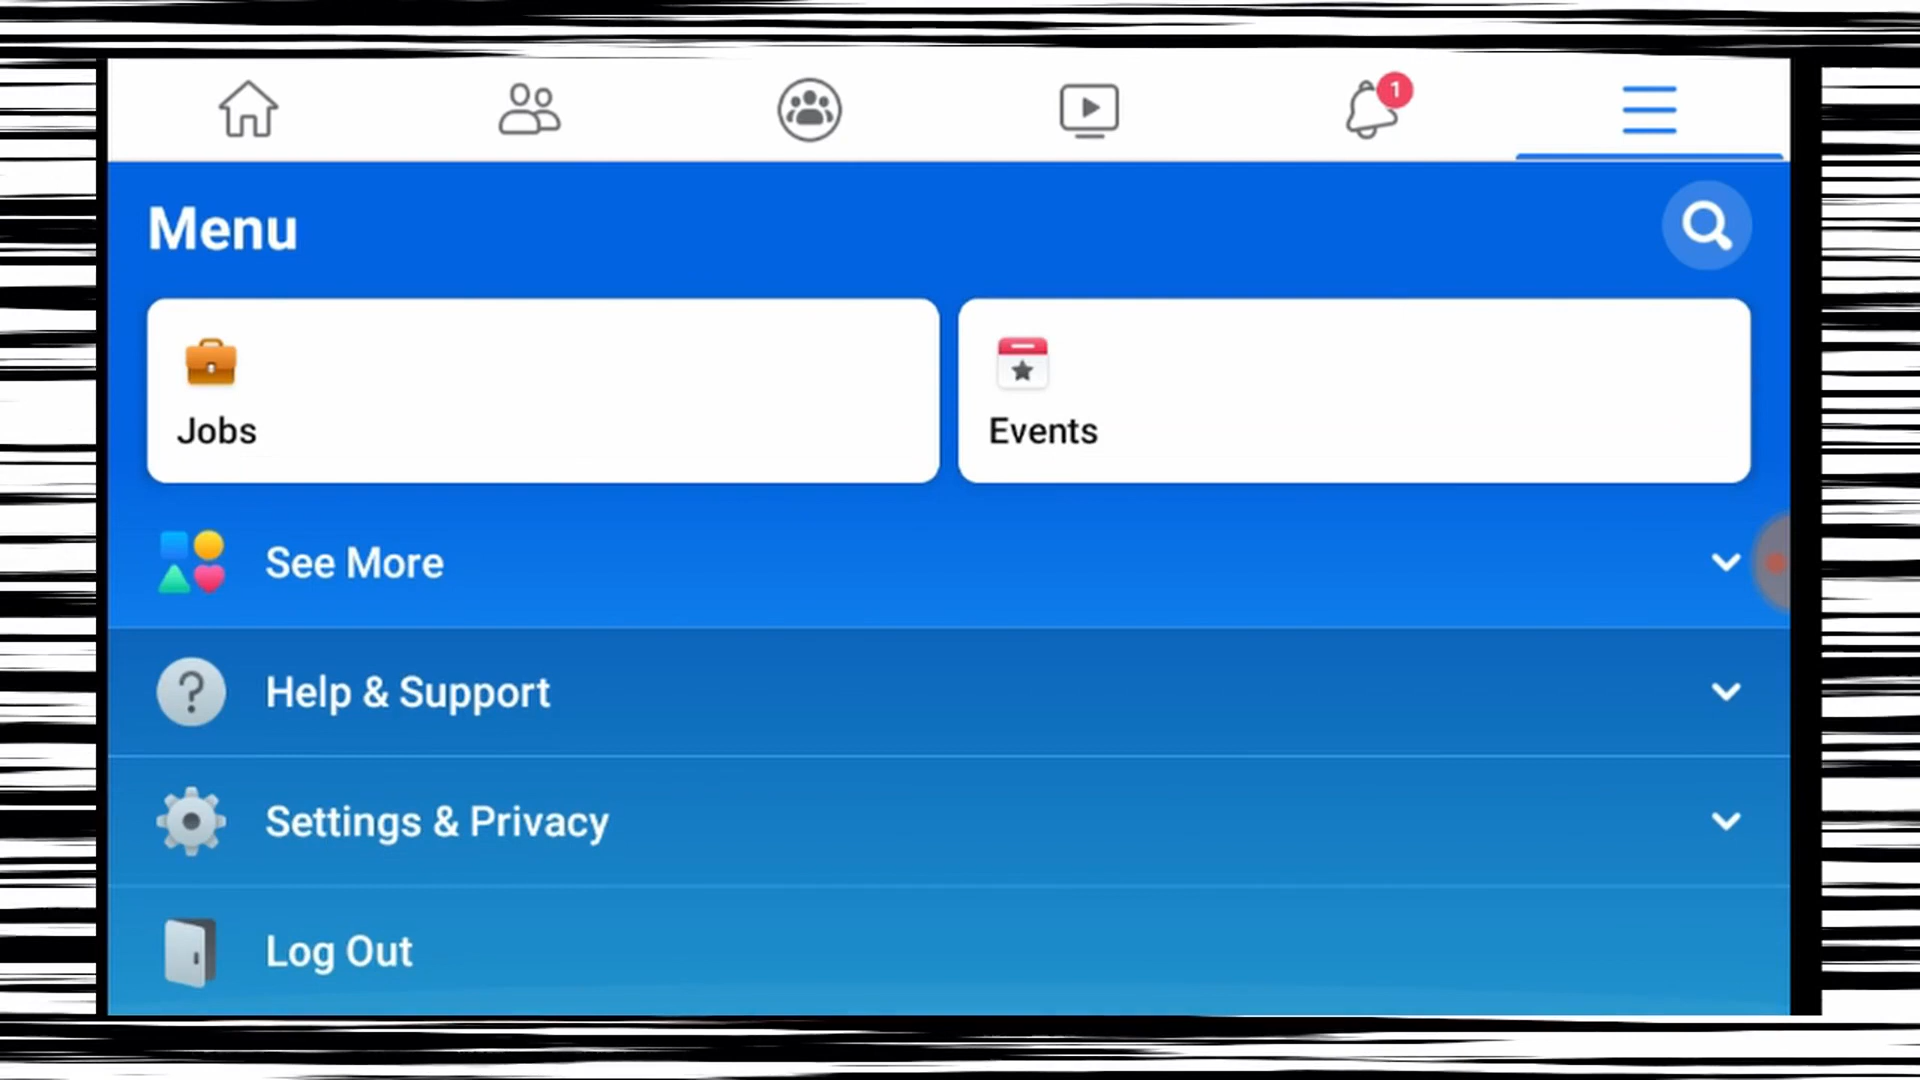 1
Menu
Jobs
Events
See More
Help & Support
Settings & Privacy
Log Out